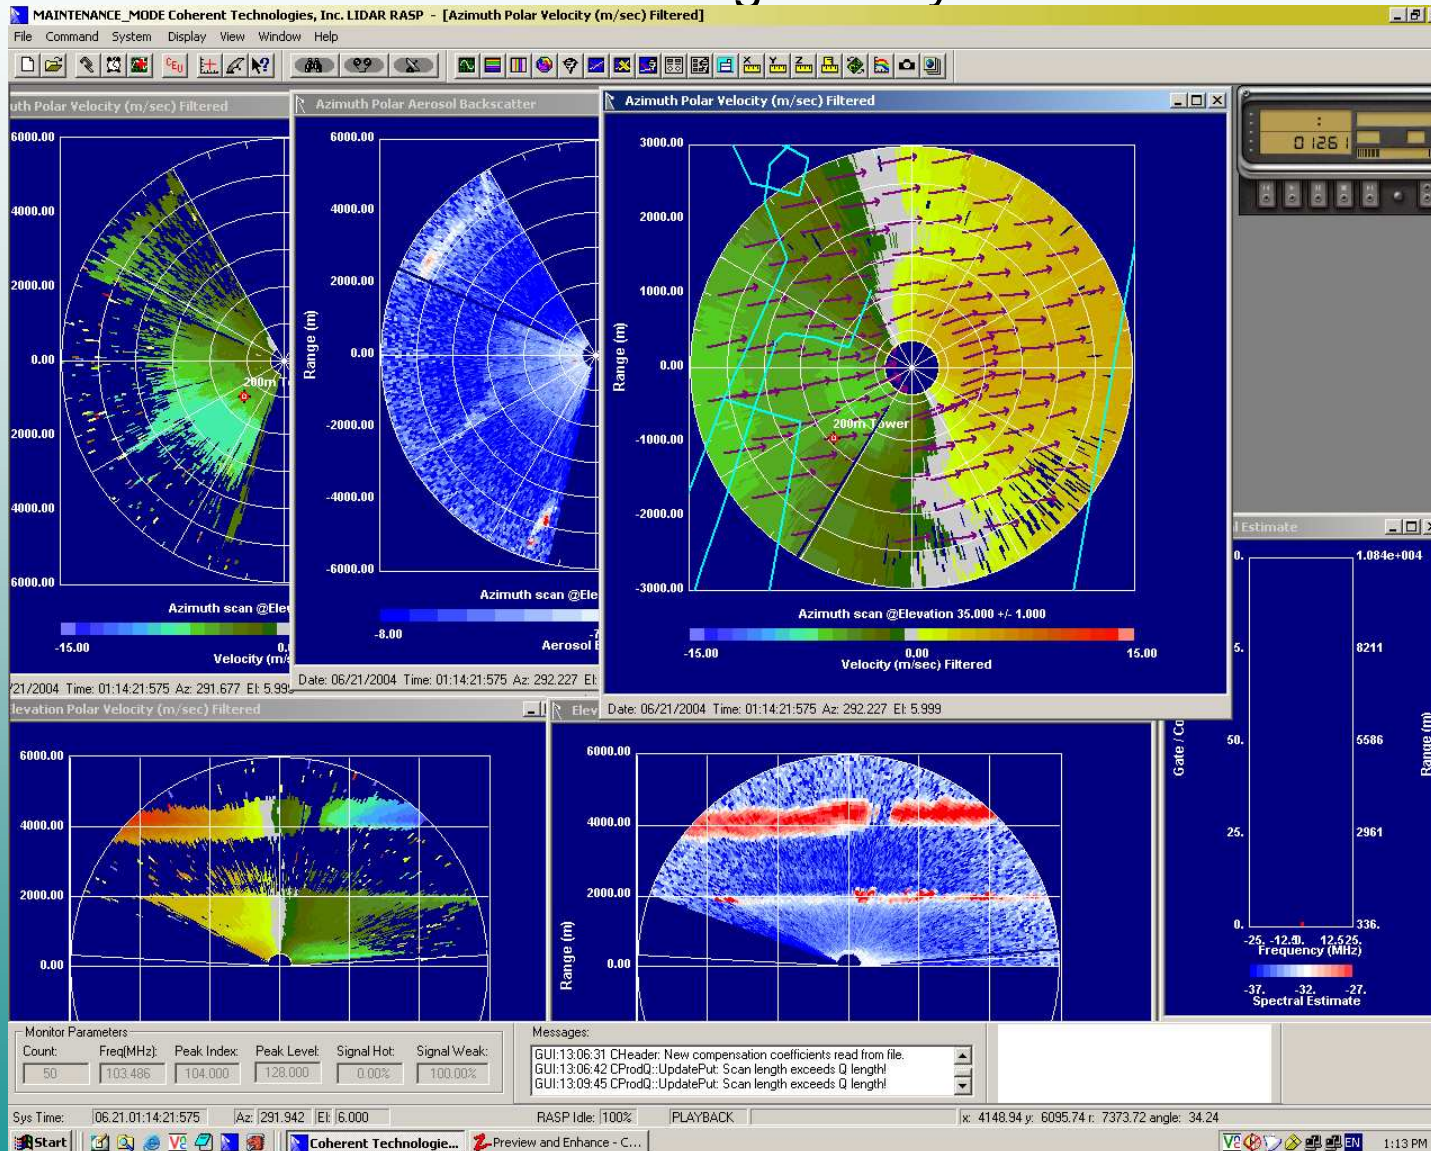 MAINTENANCE_MODE Coherent Technologies, Inc. LIDAR RASP - [Azimuth Polar Velocity (m/sec) Filtered]
File Command System Display View Window Help
uth Polar Velocity (m/sec) Filtered
6000.00
4000.00
2000.00
0.00
2000.00
4000.00
6000.00
200m T
Azimuth scan @Elev
-15.00
0.
Velocity (m/s
/21/2004 Time: 01:14:21:575 Az: 291.677 El: 5.99
Azimuth Polar Aerosol Backscatter
6000.00
4000.00
2000.00
Range (m)
0.00
-2000.00
-4000.00
-6000.00
Azimuth scan @Ele
-8.00
-7
Aerosol B
Date: 06/21/2004 Time: 01:14:21:575 Az: 292.227 El:
Azimuth Polar Velocity (m/sec) Filtered
3000.00
2000.00
1000.00
Range (m)
0.00
-1000.00
-2000.00
-3000.00
200m Tower
Azimuth scan @Elevation 35.000 +/- 1.000
-15.00
0.00
15.00
Velocity (m/sec) Filtered
Date: 06/21/2004 Time: 01:14:21:575 Az: 292.227 El: 5.999
:
01261
l Estimate
0.
1.084e+004
5.
8211
50.
5586
25.
2961
0.
336.
Gate / Co
Range (m)
-25. -12.50. 12.525.
Frequency (MHz)
-37. -32. -27.
Spectral Estimate
levation Polar Velocity (m/sec) Filtered
6000.00
4000.00
2000.00
0.00
Elev
6000.00
4000.00
2000.00
Range (m)
0.00
Monitor Parameters
Count: Freq(MHz): Peak Index: Peak Level: Signal Hot: Signal Weak:
50 103.486 104.000 128.000 0.00% 100.00%
Messages:
GUI:13:06:31 CHeader: New compensation coefficients read from file.
GUI:13:06:42 CProdQ::UpdatePut: Scan length exceeds Q length!
GUI:13:09:45 CProdQ::UpdatePut: Scan length exceeds Q length!
Sys Time: 06.21.01:14:21:575 Az: 291.942 El: 6.000 RASP Idle: 100% PLAYBACK x: 4148.94 y: 6095.74 r: 7373.72 angle: 34.24
Start Coherent Technologie... Preview and Enhance - C... EN 1:13 PM